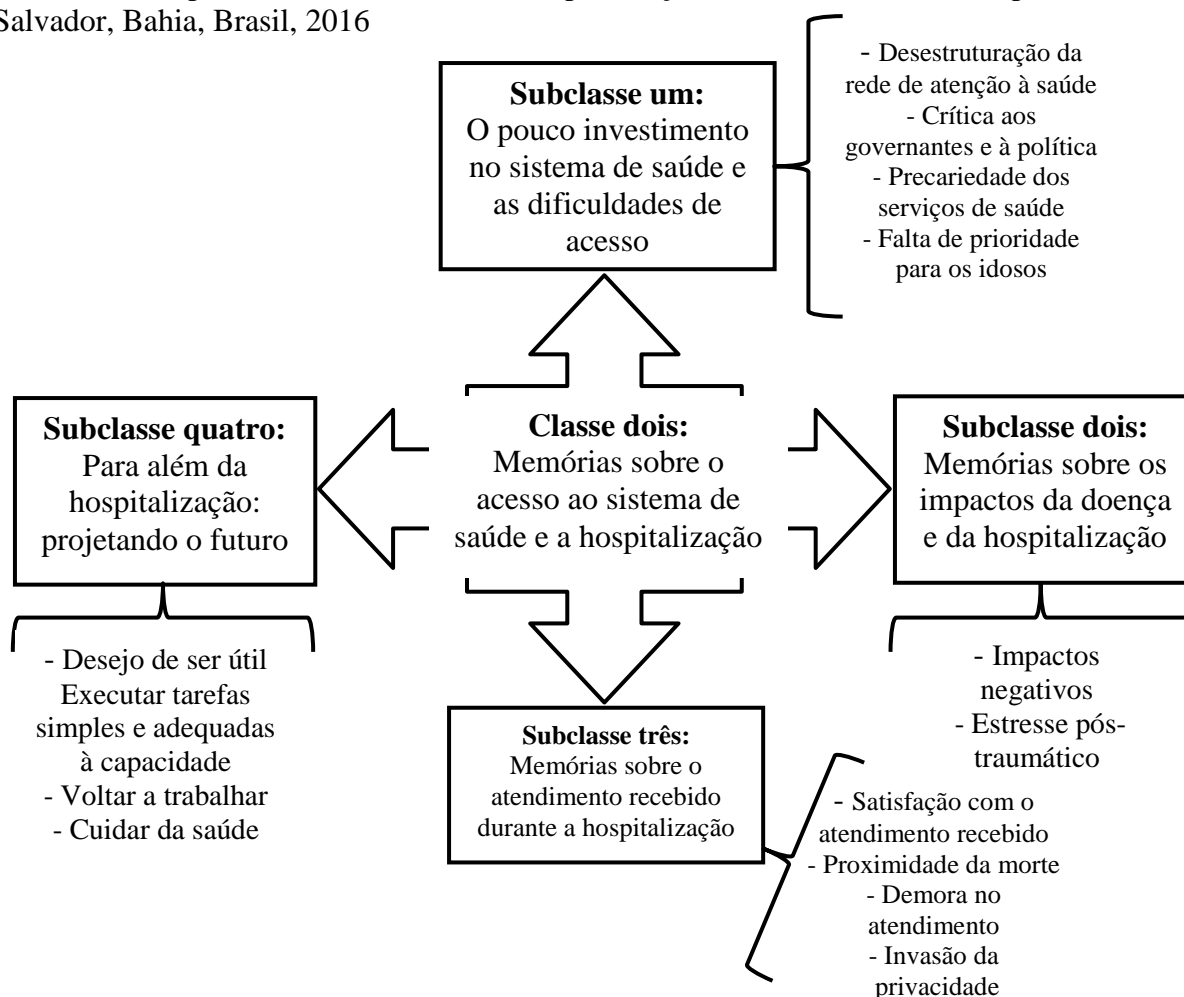 Salvador, Bahia, Brasil, 2016
Subclasse um:
O pouco investimento
no sistema de saúde e
as dificuldades de
acesso
- Desestruturação da
rede de atenção à saúde
- Crítica aos
governantes e à política
- Precariedade dos
serviços de saúde
- Falta de prioridade
para os idosos
Subclasse quatro:
Para além da
hospitalização:
projetando o futuro
Classe dois:
Memórias sobre o
acesso ao sistema de
saúde e a hospitalização
Subclasse dois:
Memórias sobre os
impactos da doença
e da hospitalização
- Desejo de ser útil
Executar tarefas
simples e adequadas
à capacidade
- Voltar a trabalhar
- Cuidar da saúde
Subclasse três:
Memórias sobre o
atendimento recebido
durante a hospitalização
- Impactos
negativos
- Estresse pós-
traumático
- Satisfação com o
atendimento recebido
- Proximidade da morte
- Demora no
atendimento
- Invasão da
privacidade